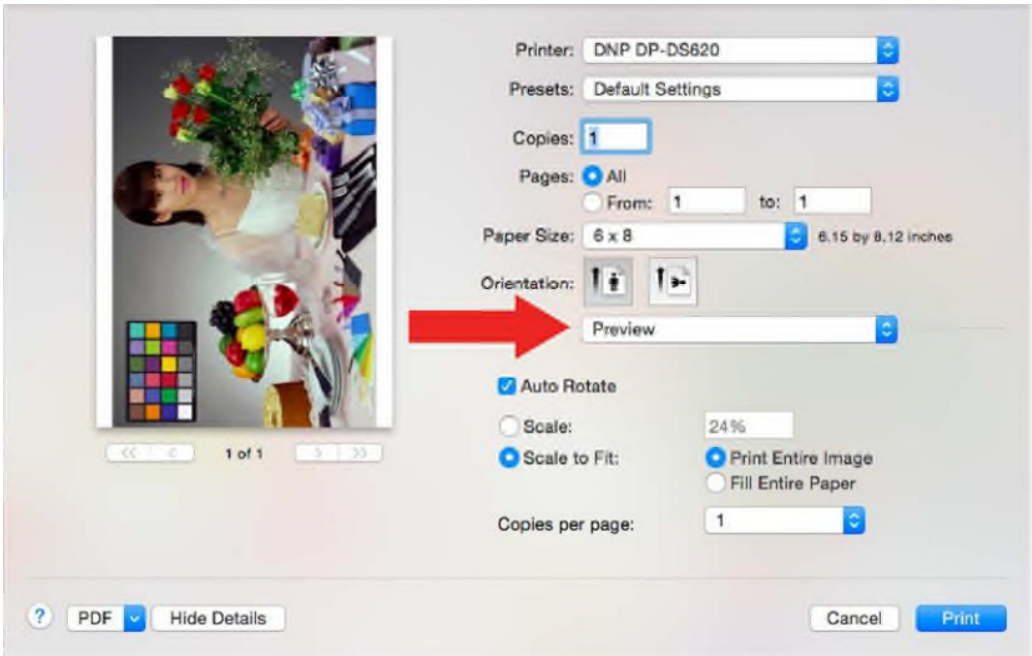 Printer: DNP DP-DS620
Presets: Default Settings
Copies: 1
Pages: All
From: 1 to: 1
Paper Size: 6 x 8 6.15 by 8.12 inches
Orientation:
Preview
Auto Rotate
Scale: 24%
Scale to Fit: Print Entire Image
Fill Entire Paper
Copies per page: 1
1 of 1
? PDF Hide Details Cancel Print